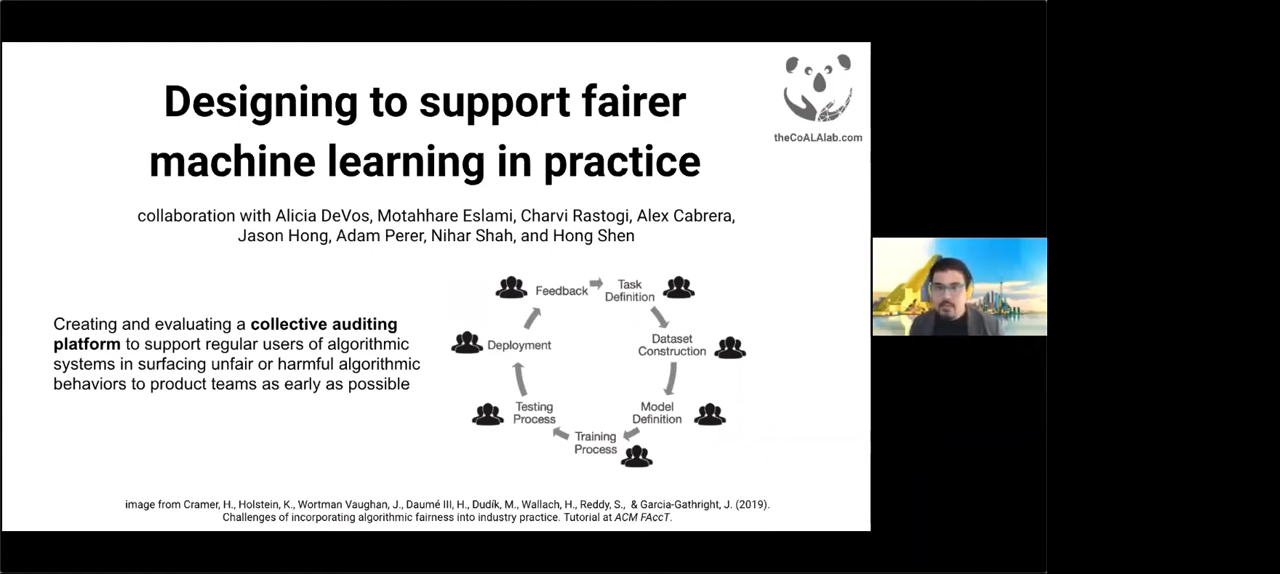 Designing to support fairer
machine learning in practice
theCoALAlab.com
collaboration with Alicia DeVos, Motahhare Eslami, Charvi Rastogi, Alex Cabrera,
Jason Hong, Adam Perer, Nihar Shah, and Hong Shen
Creating and evaluating a collective auditing
platform to support regular users of algorithmic
systems in surfacing unfair or harmful algorithmic
behaviors to product teams as early as possible
Feedback
Task
Definition
Dataset
Construction
Model
Definition
Training
Process
Testing
Process
Deployment
image from Cramer, H., Holstein, K., Wortman Vaughan, J., Daumé III, H., Dudík, M., Wallach, H., Reddy, S., & Garcia-Gathright, J. (2019).
Challenges of incorporating algorithmic fairness into industry practice. Tutorial at ACM FAccT.